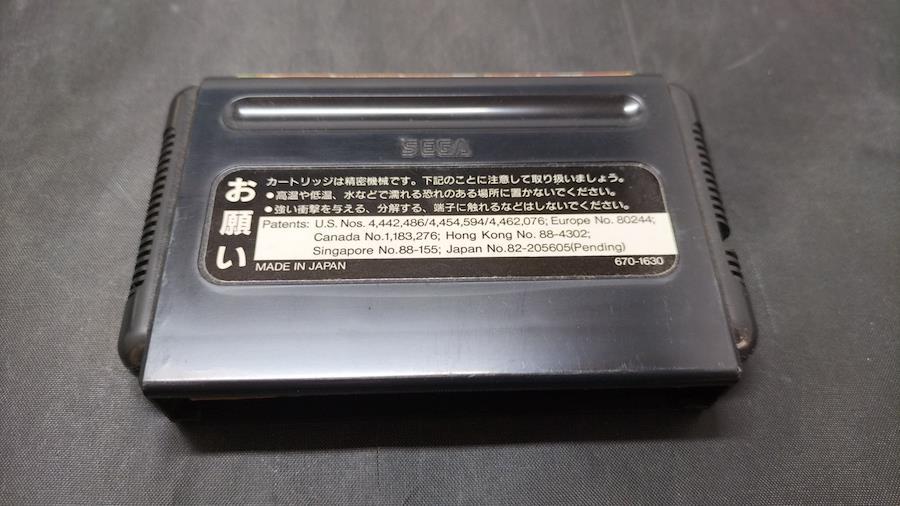 SEGA
お願い
カートリッジは精密機械です。下記のことに注意して取り扱いましょう。
•高温や低温、水などで濡れる恐れのある場所に置かないでください。
•強い衝撃を与える、分解する、端子に触れるなどはしないでください。
Patents: U.S. Nos. 4,442,486/4,454,594/4,462,076; Europe No. 80244;
Canada No.1,183,276; Hong Kong No. 88-4302;
Singapore No.88-155; Japan No.82-205605(Pending)
MADE IN JAPAN 670-1630